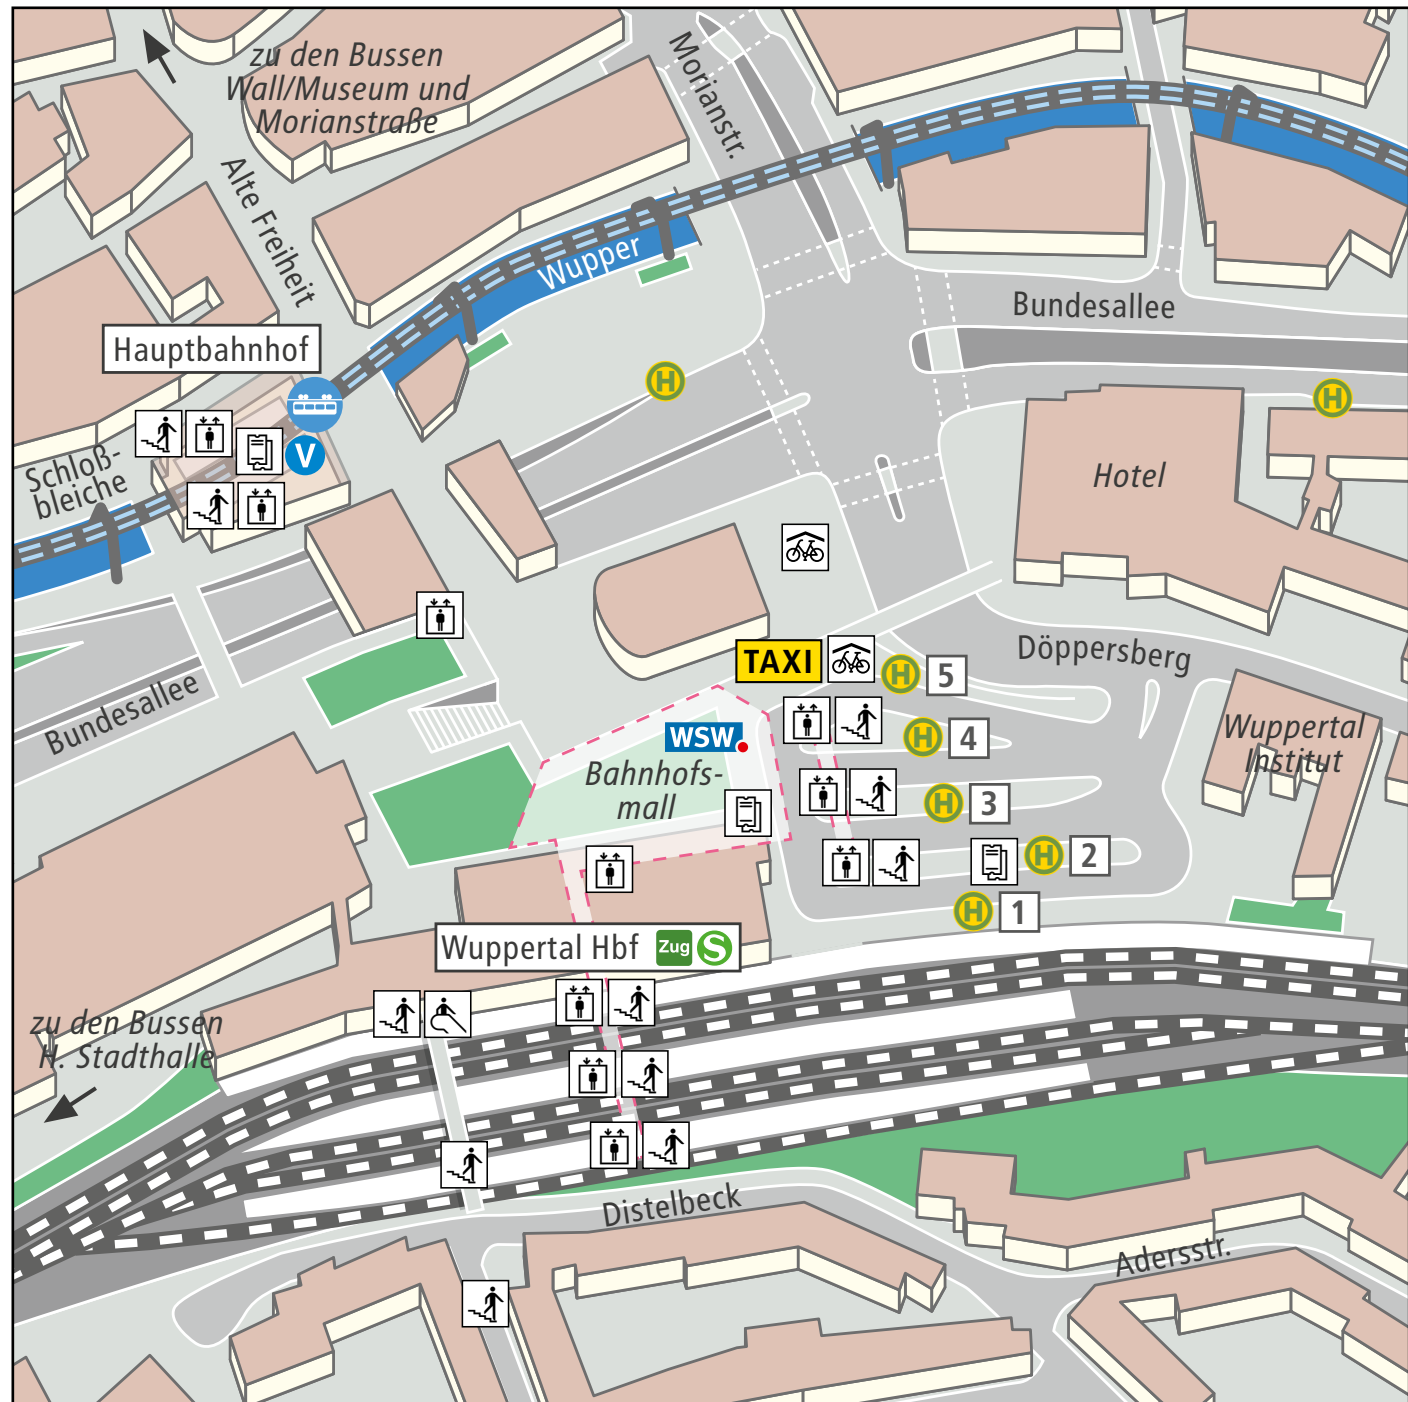 zu den Bussen
Wall/Museum und
Morianstraße
Morianstr.
Alte Freiheit
Wupper
Bundesallee
Hauptbahnhof
H
H
V
Schloß-
bleiche
Hotel
Bundesallee
Döppersberg
TAXI
H 5
WSW
H 4
Wuppertal
Institut
Bahnhofs-
mall
H 3
H 2
H 1
Wuppertal Hbf Zug S
zu den Bussen
H. Stadthalle
Distelbeck
Adersstr.